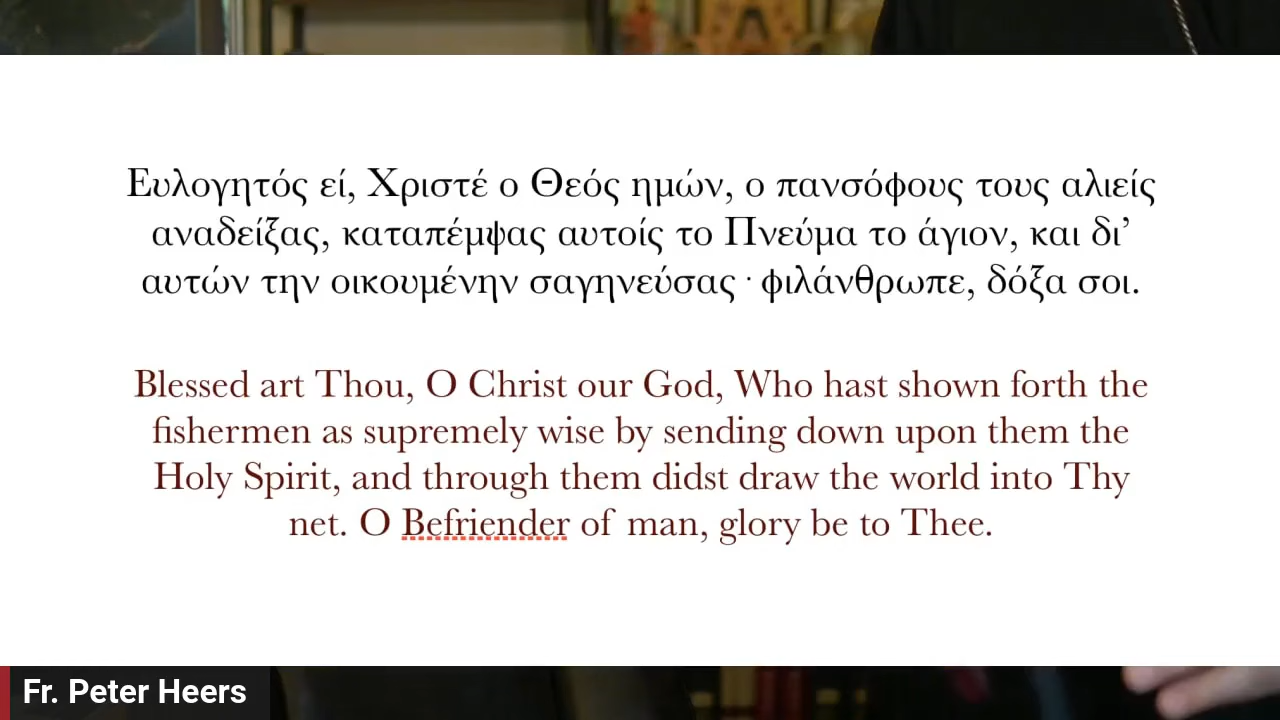 Ευλογητός εί, Χριστέ ο Θεός ημών, ο πανσόφους τους αλιείς
αναδείξας, καταπέμψας αυτοίς το Πνεύμα το άγιον, και δι’
αυτών την οικουμένην σαγηνεύσας · φιλάνθρωπε, δόξα σοι.
Blessed art Thou, O Christ our God, Who hast shown forth the
fishermen as supremely wise by sending down upon them the
Holy Spirit, and through them didst draw the world into Thy
net. O Befriender of man, glory be to Thee.
Fr. Peter Heers